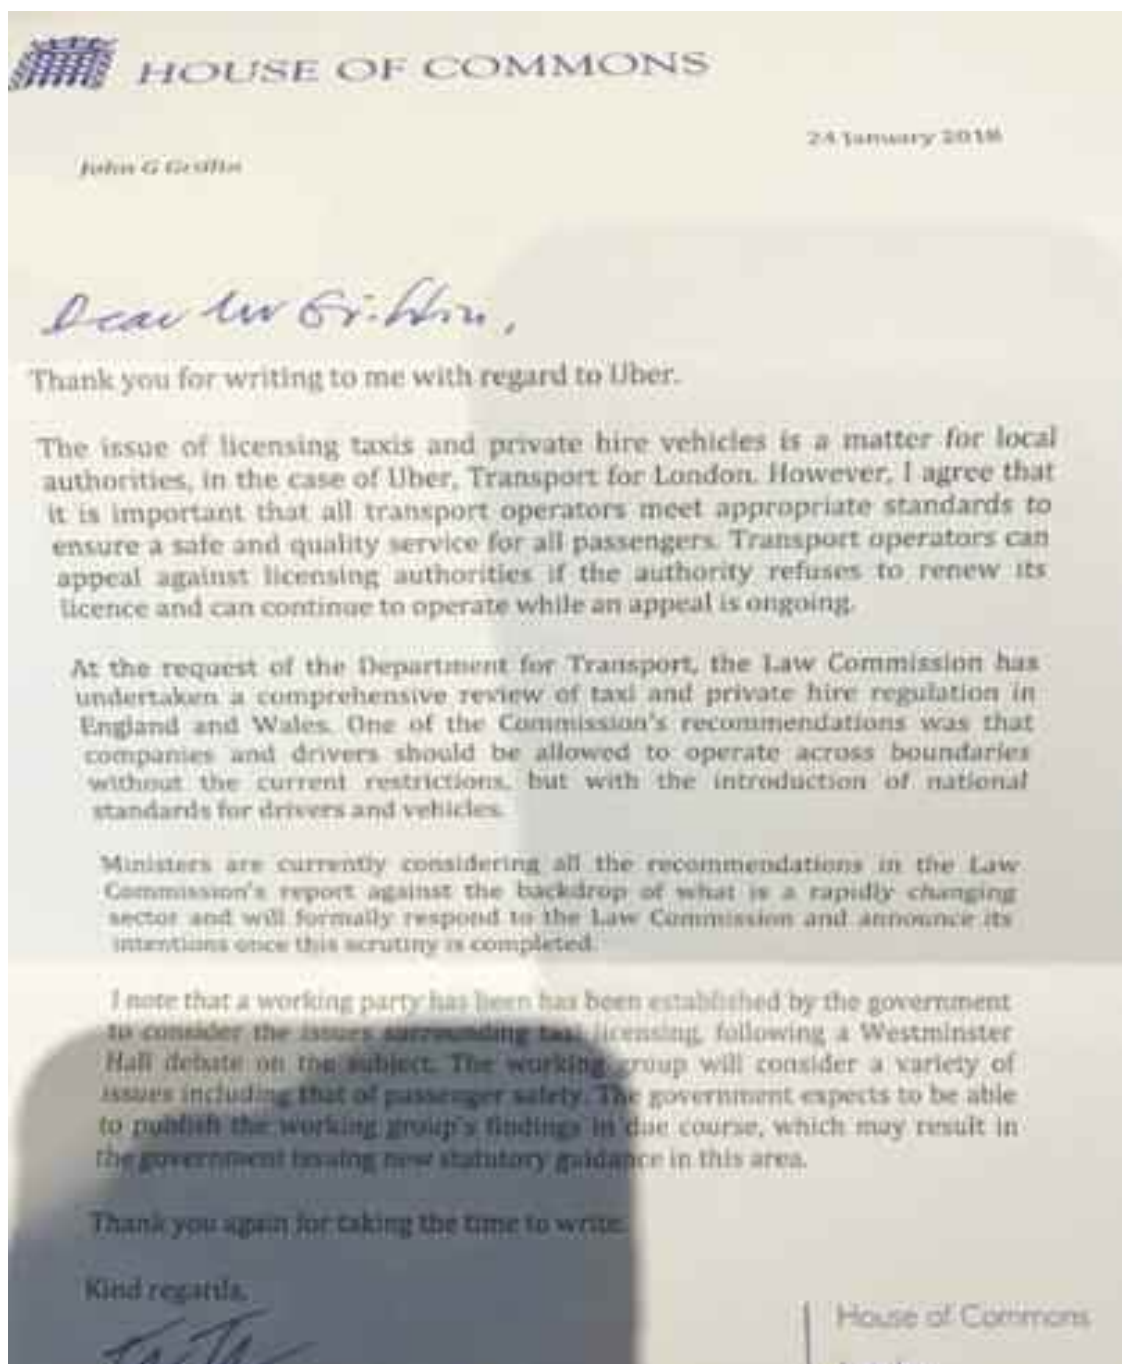 HOUSE OF COMMONS
24 January 2018
John G Griffin
Dear Mr Griffin,
Thank you for writing to me with regard to Uber.
The issue of licensing taxis and private hire vehicles is a matter for local
authorities, in the case of Uber, Transport for London. However, I agree that
it is important that all transport operators meet appropriate standards to
ensure a safe and quality service for all passengers. Transport operators can
appeal against licensing authorities if the authority refuses to renew its
licence and can continue to operate while an appeal is ongoing.
At the request of the Department for Transport, the Law Commission has
undertaken a comprehensive review of taxi and private hire regulation in
England and Wales. One of the Commission's recommendations was that
companies and drivers should be allowed to operate across boundaries
without the current restrictions, but with the introduction of national
standards for drivers and vehicles.
Ministers are currently considering all the recommendations in the Law
Commission's report against the backdrop of what is a rapidly changing
sector and will formally respond to the Law Commission and announce its
intentions once this scrutiny is completed.
I note that a working party has been has been established by the government
to consider the issues surrounding taxi licensing, following a Westminster
Hall debate on the subject. The working group will consider a variety of
issues including that of passenger safety. The government expects to be able
to publish the working group's findings in due course, which may result in
the government issuing new statutory guidance in this area.
Thank you again for taking the time to write.
Kind regards,
House of Commons